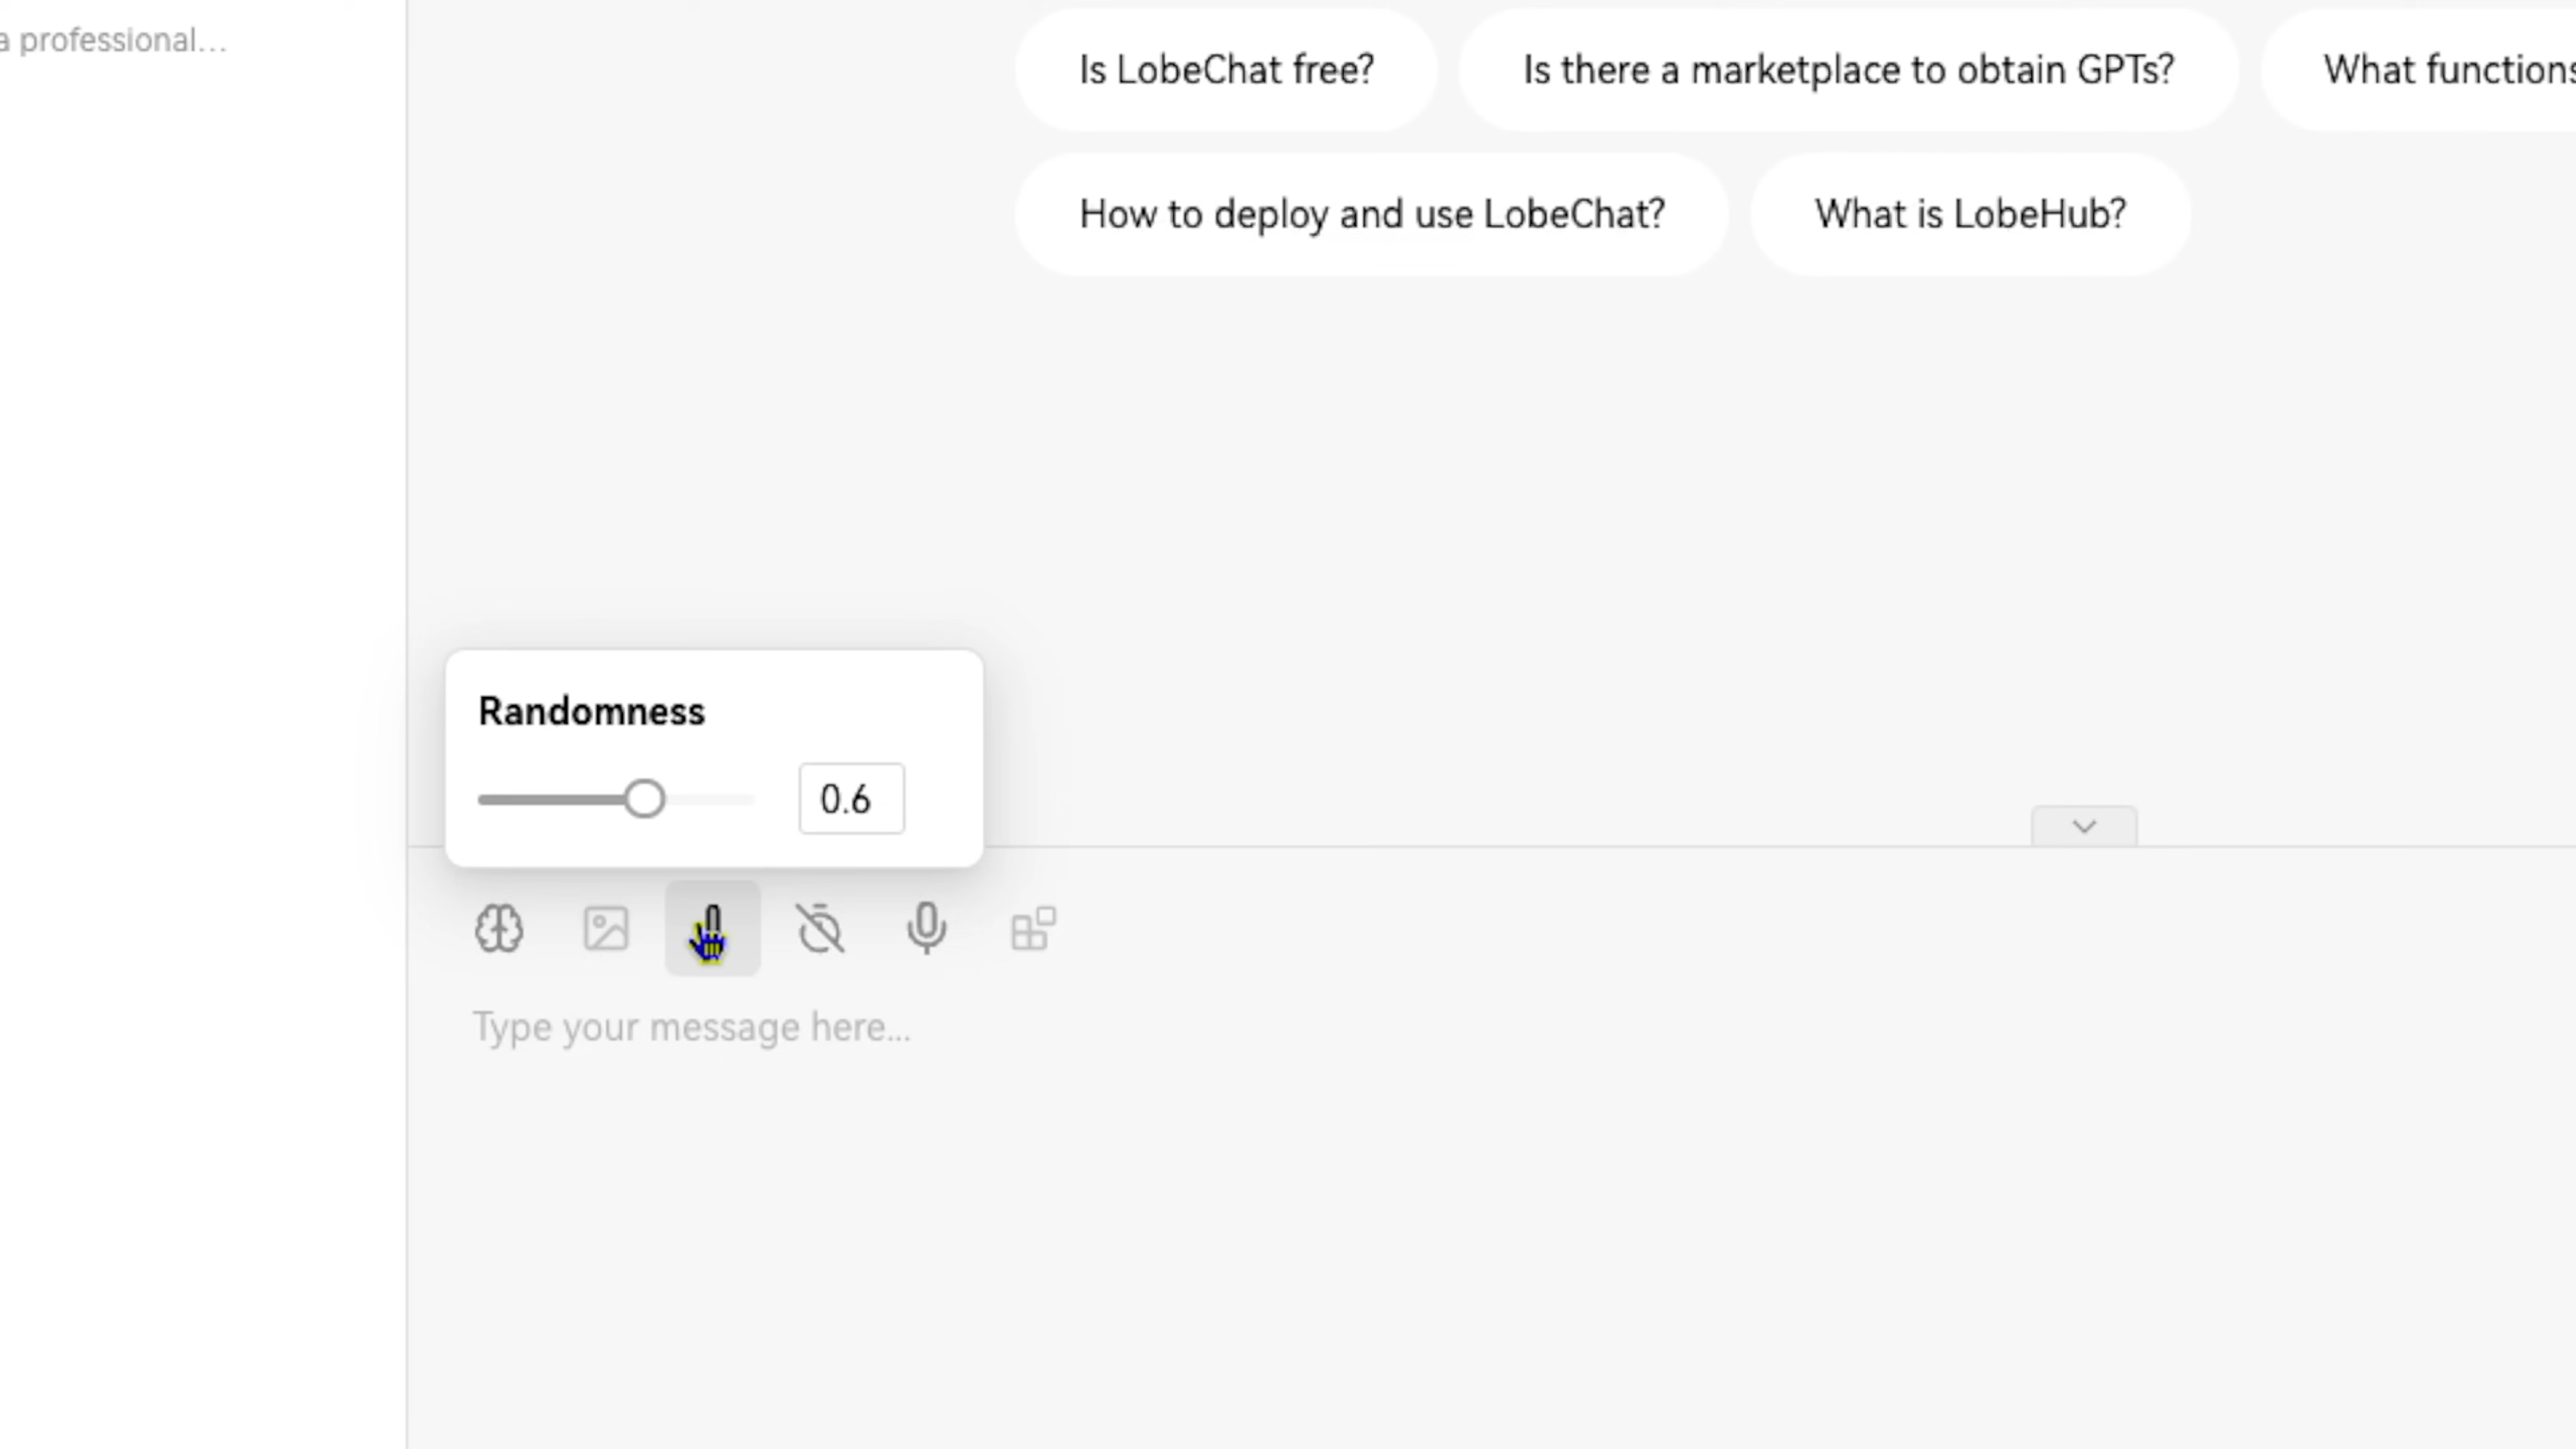 a professional...
Is LobeChat free?
Is there a marketplace to obtain GPTs?
What functions
How to deploy and use LobeChat?
What is LobeHub?
Randomness
0.6
Type your message here...